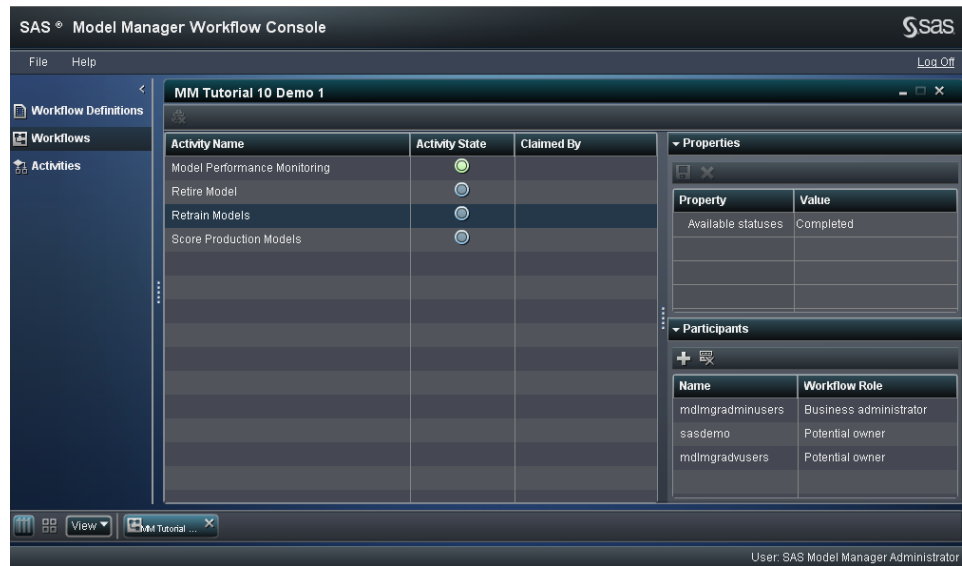 SAS ® Model Manager Workflow Console
sas
File Help
Log Off
Workflow Definitions
Workflows
Activities
MM Tutorial 10 Demo 1
Activity Name Activity State Claimed By
Model Performance Monitoring
Retire Model
Retrain Models
Score Production Models
Properties
Property Value
Available statuses Completed
Participants
Name Workflow Role
mdlmgradminusers Business administrator
sasdemo Potential owner
mdlmgradvusers Potential owner
View
MM Tutorial ...
User: SAS Model Manager Administrator